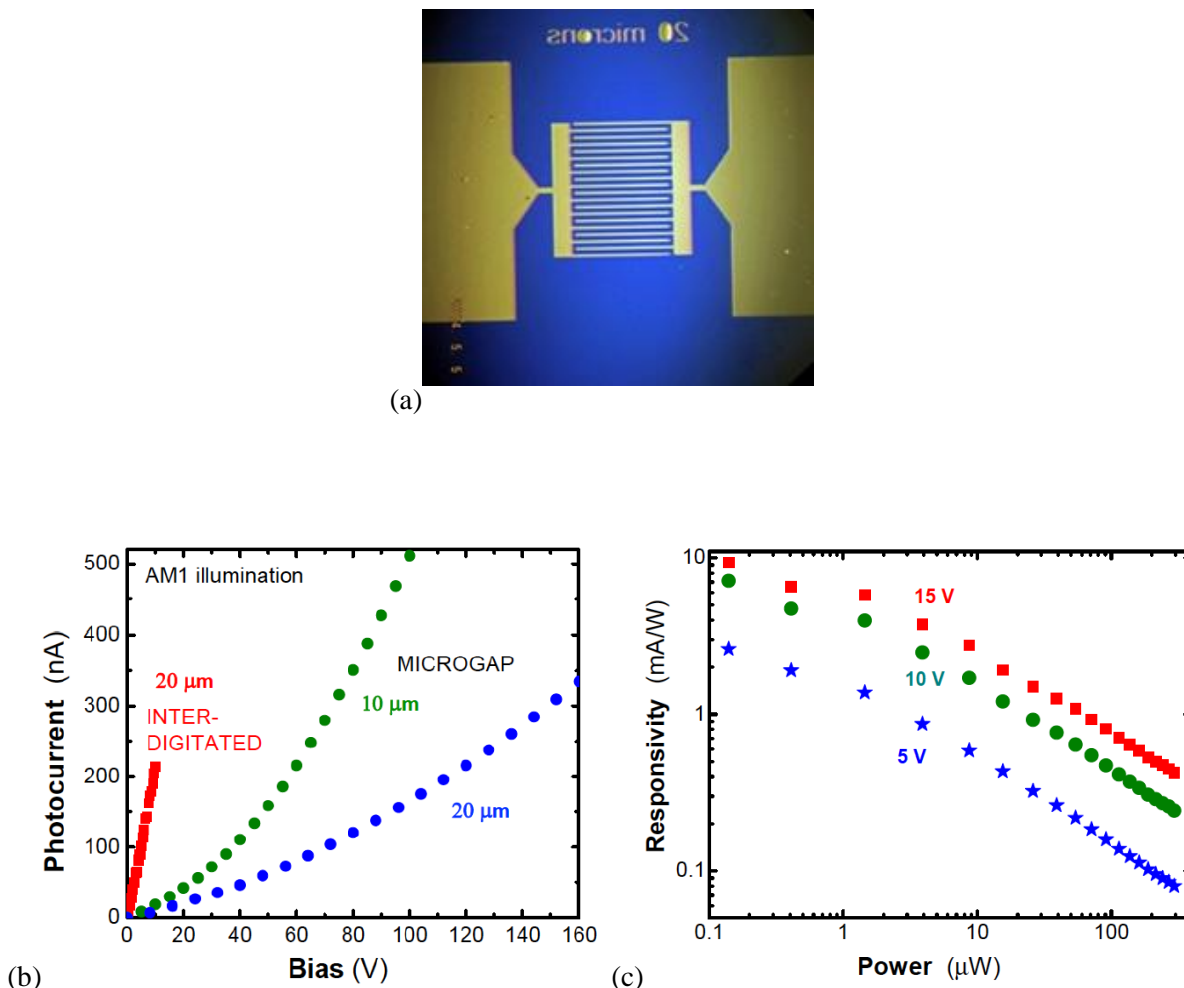 20 microns
(a)
500
400
300
200
100
0
0 20 40 60 80 100 120 140 160
Photocurrent (nA)
Bias (V)
AM1 illumination
20 µm
INTER-
DIGITATED
10 µm
MICROGAP
20 µm
(b)
10
1
0.1
0.1 1 10 100
Responsivity (mA/W)
Power (µW)
15 V
10 V
5 V
(c)